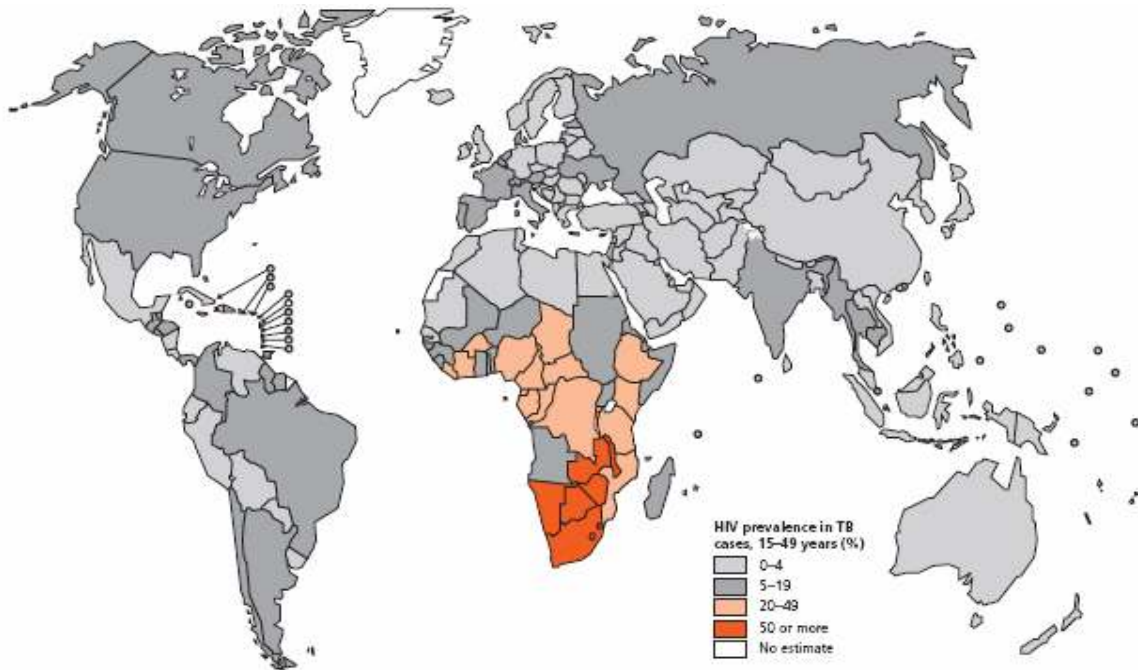 HIV prevalence in TB
cases, 15–49 years (%)
0–4
5–19
20–49
50 or more
No estimate